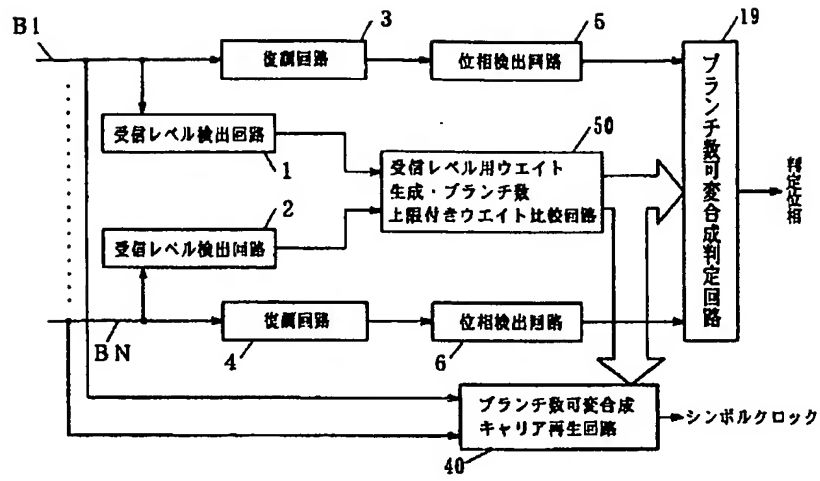 B1
3
復調回路
5
位相検出回路
19
ブランチ数可変合成判定回路
受信レベル検出回路
1
50
受信レベル用ウエイト
生成・ブランチ数
上限付きウエイト比較回路
判定位相
2
受信レベル検出回路
BN
復調回路
4
位相検出回路
6
ブランチ数可変合成
キャリア再生回路
40
シンボルクロック